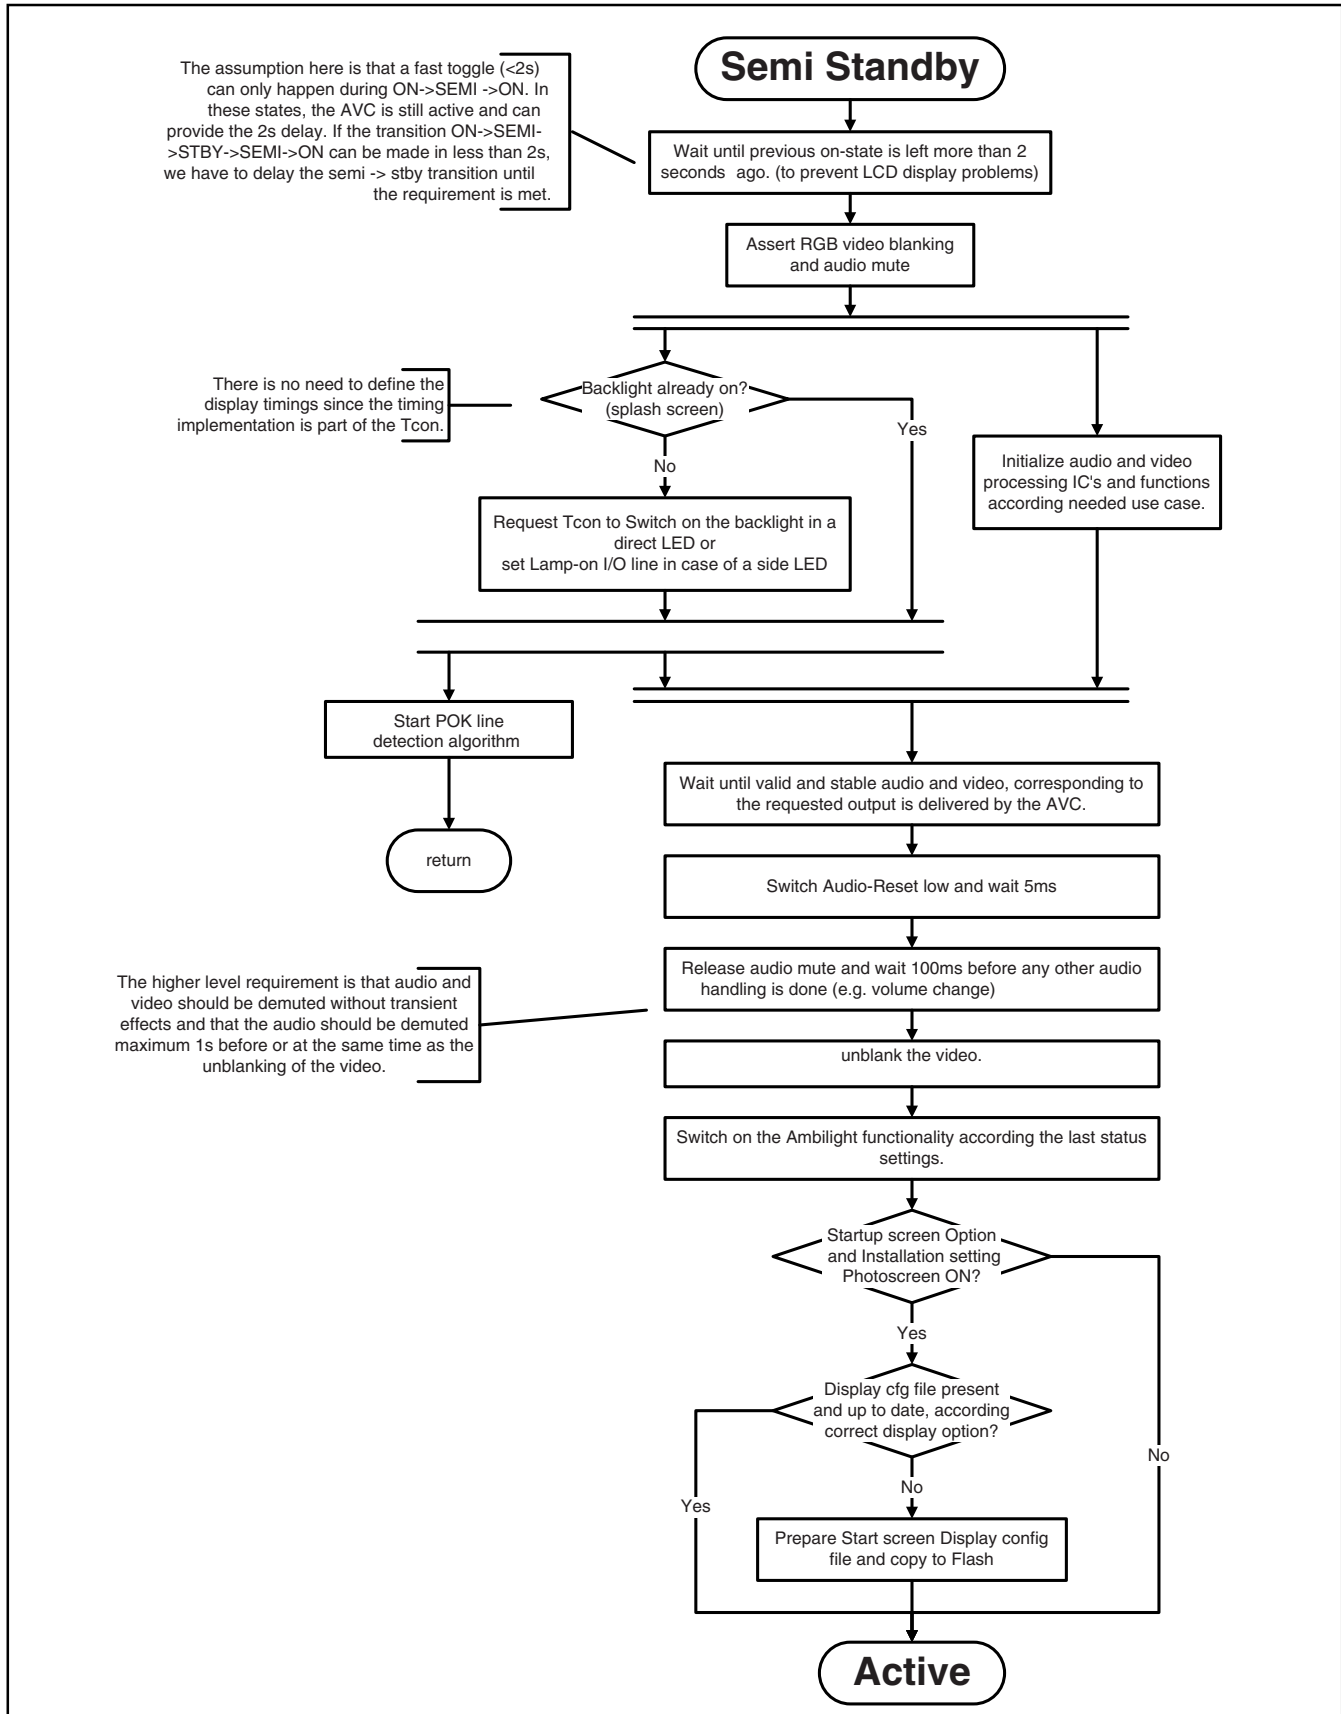 Semi Standby
The assumption here is that a fast toggle (<2s)
can only happen during ON->SEMI ->ON. In
these states, the AVC is still active and can
provide the 2s delay. If the transition ON->SEMI-
>STBY->SEMI->ON can be made in less than 2s,
we have to delay the semi -> stby transition until
the requirement is met.
Wait until previous on-state is left more than 2
seconds ago. (to prevent LCD display problems)
Assert RGB video blanking
and audio mute
There is no need to define the
display timings since the timing
implementation is part of the Tcon.
Backlight already on?
(splash screen)
Yes
No
Initialize audio and video
processing IC's and functions
according needed use case.
Request Tcon to Switch on the backlight in a
direct LED or
set Lamp-on I/O line in case of a side LED
Start POK line
detection algorithm
return
Wait until valid and stable audio and video, corresponding to
the requested output is delivered by the AVC.
Switch Audio-Reset low and wait 5ms
The higher level requirement is that audio and
video should be demuted without transient
effects and that the audio should be demuted
maximum 1s before or at the same time as the
unblanking of the video.
Release audio mute and wait 100ms before any other audio
handling is done (e.g. volume change)
unblank the video.
Switch on the Ambilight functionality according the last status
settings.
Startup screen Option
and Installation setting
Photoscreen ON?
Yes
Display cfg file present
and up to date, according
correct display option?
No
No
Yes
Prepare Start screen Display config
file and copy to Flash
Active